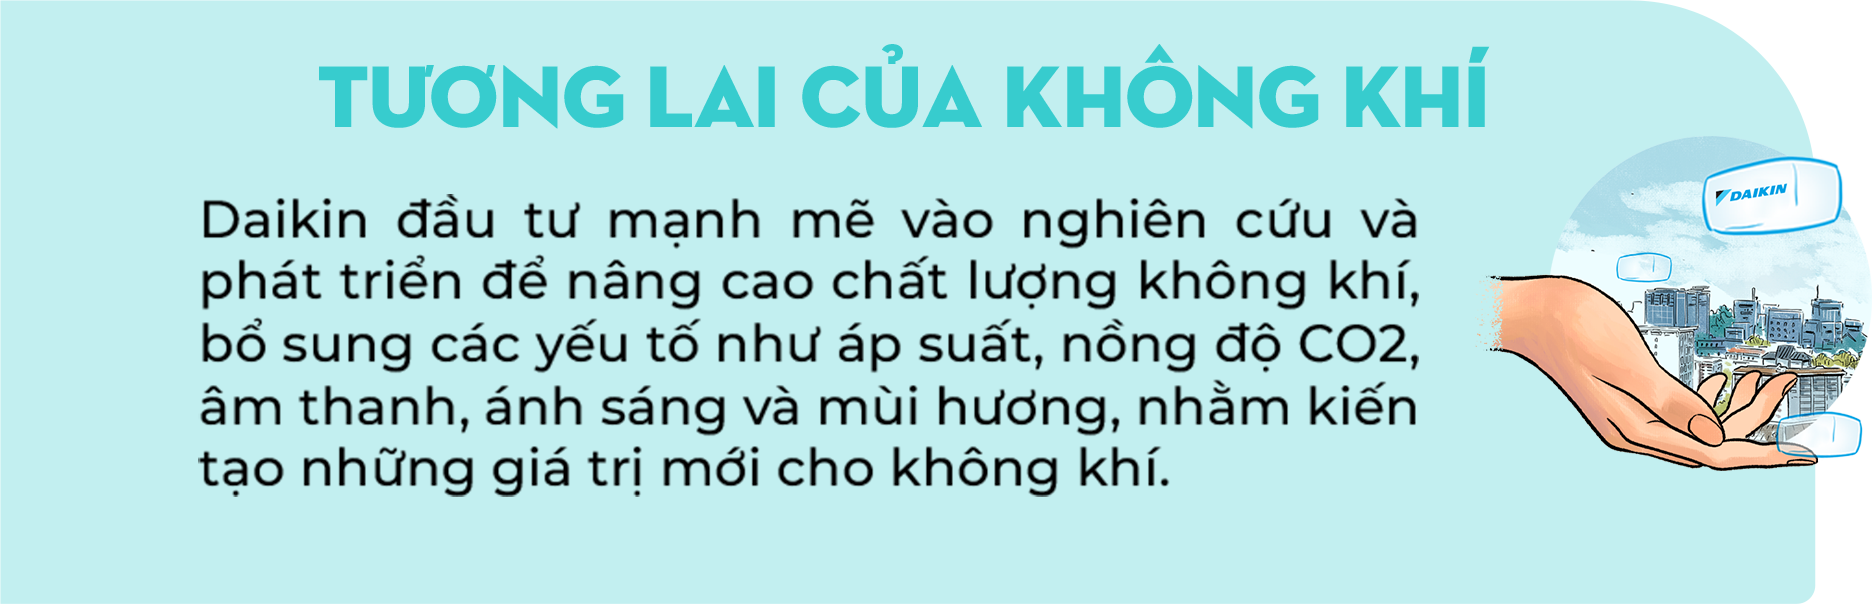 TƯƠNG LAI CỦA KHÔNG KHÍ
Daikin đầu tư mạnh mẽ vào nghiên cứu và
phát triển để nâng cao chất lượng không khí,
bổ sung các yếu tố như áp suất, nồng độ CO2,
âm thanh, ánh sáng và mùi hương, nhằm kiến
tạo những giá trị mới cho không khí.
DAIKIN